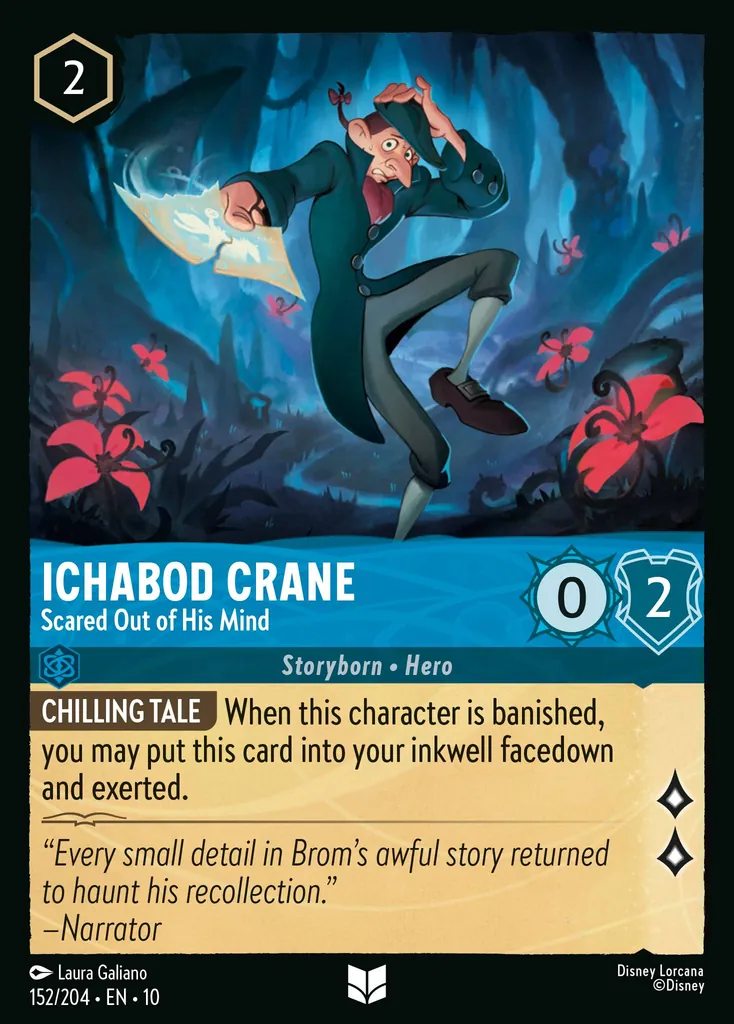 2
ICHABOD CRANE
Scared Out of His Mind
0
2
Storyborn • Hero
CHILLING TALE When this character is banished,
you may put this card into your inkwell facedown
and exerted.
“Every small detail in Brom’s awful story returned
to haunt his recollection.”
–Narrator
Laura Galiano
152/204 • EN • 10
Disney Lorcana
©Disney